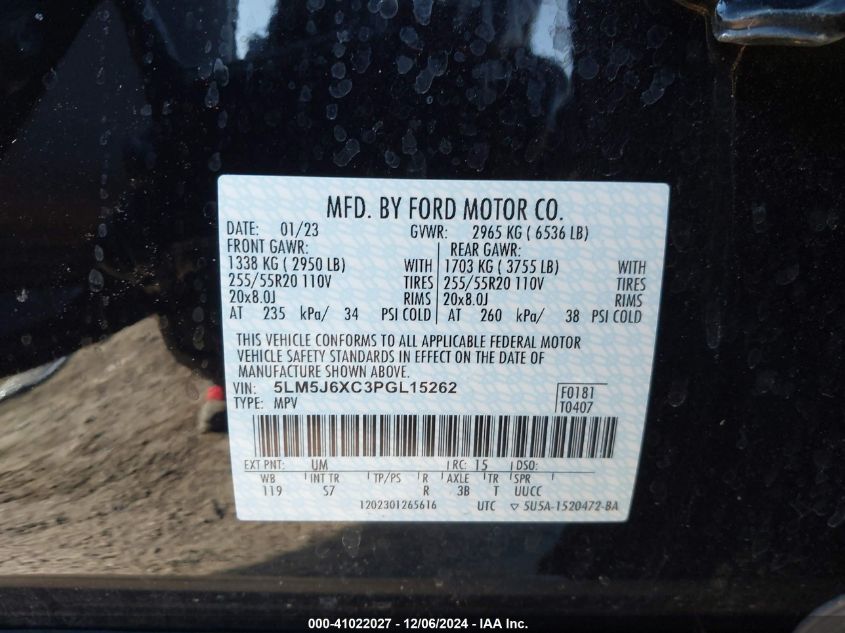 MFD. BY FORD MOTOR CO.
DATE: 01/23 GVWR: 2965 KG ( 6536 LB)
FRONT GAWR: REAR GAWR:
1338 KG ( 2950 LB) WITH 1703 KG ( 3755 LB) WITH
255/55R20 110V TIRES 255/55R20 110V TIRES
20x8.0J RIMS 20x8.0J RIMS
AT 235 kPa/ 34 PSI COLD AT 260 kPa/ 38 PSI COLD
THIS VEHICLE CONFORMS TO ALL APPLICABLE FEDERAL MOTOR
VEHICLE SAFETY STANDARDS IN EFFECT ON THE DATE OF
MANUFACTURE SHOWN ABOVE.
VIN: 5LM5J6XC3PGL15262 F0181
TYPE: MPV T0407
EXT PNT: UM RC: 15 DSO:
WB INT TR TP/PS R AXLE TR SPR
119 S7 R 3B T UUCC
1202301265616 UTC ▽ 5U5A-1520472-BA
000-41022027 - 12/06/2024 - IAA Inc.